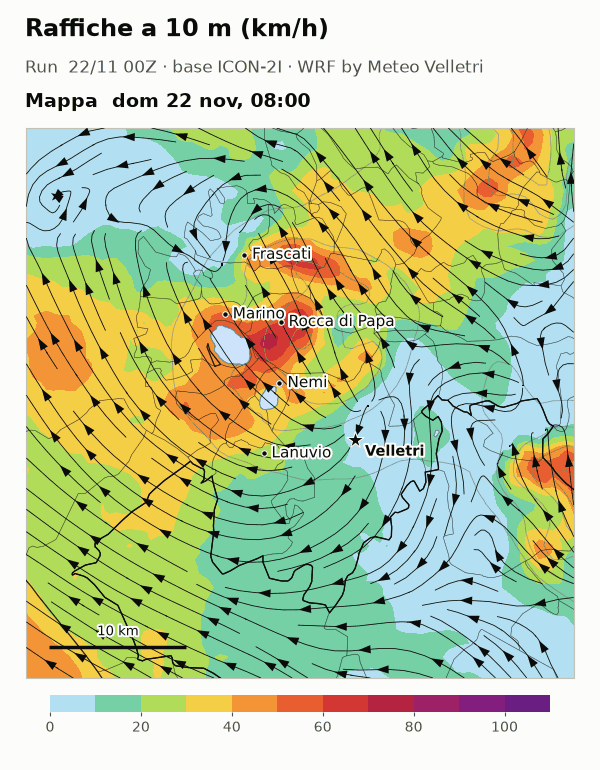 Raffiche a 10 m (km/h)
Run  22/11 00Z · base ICON-2I · WRF by Meteo Velletri
Mappa  dom 22 nov, 08:00
Frascati
Marino
Rocca di Papa
Nemi
Velletri
Lanuvio
10 km
0 20 40 60 80 100